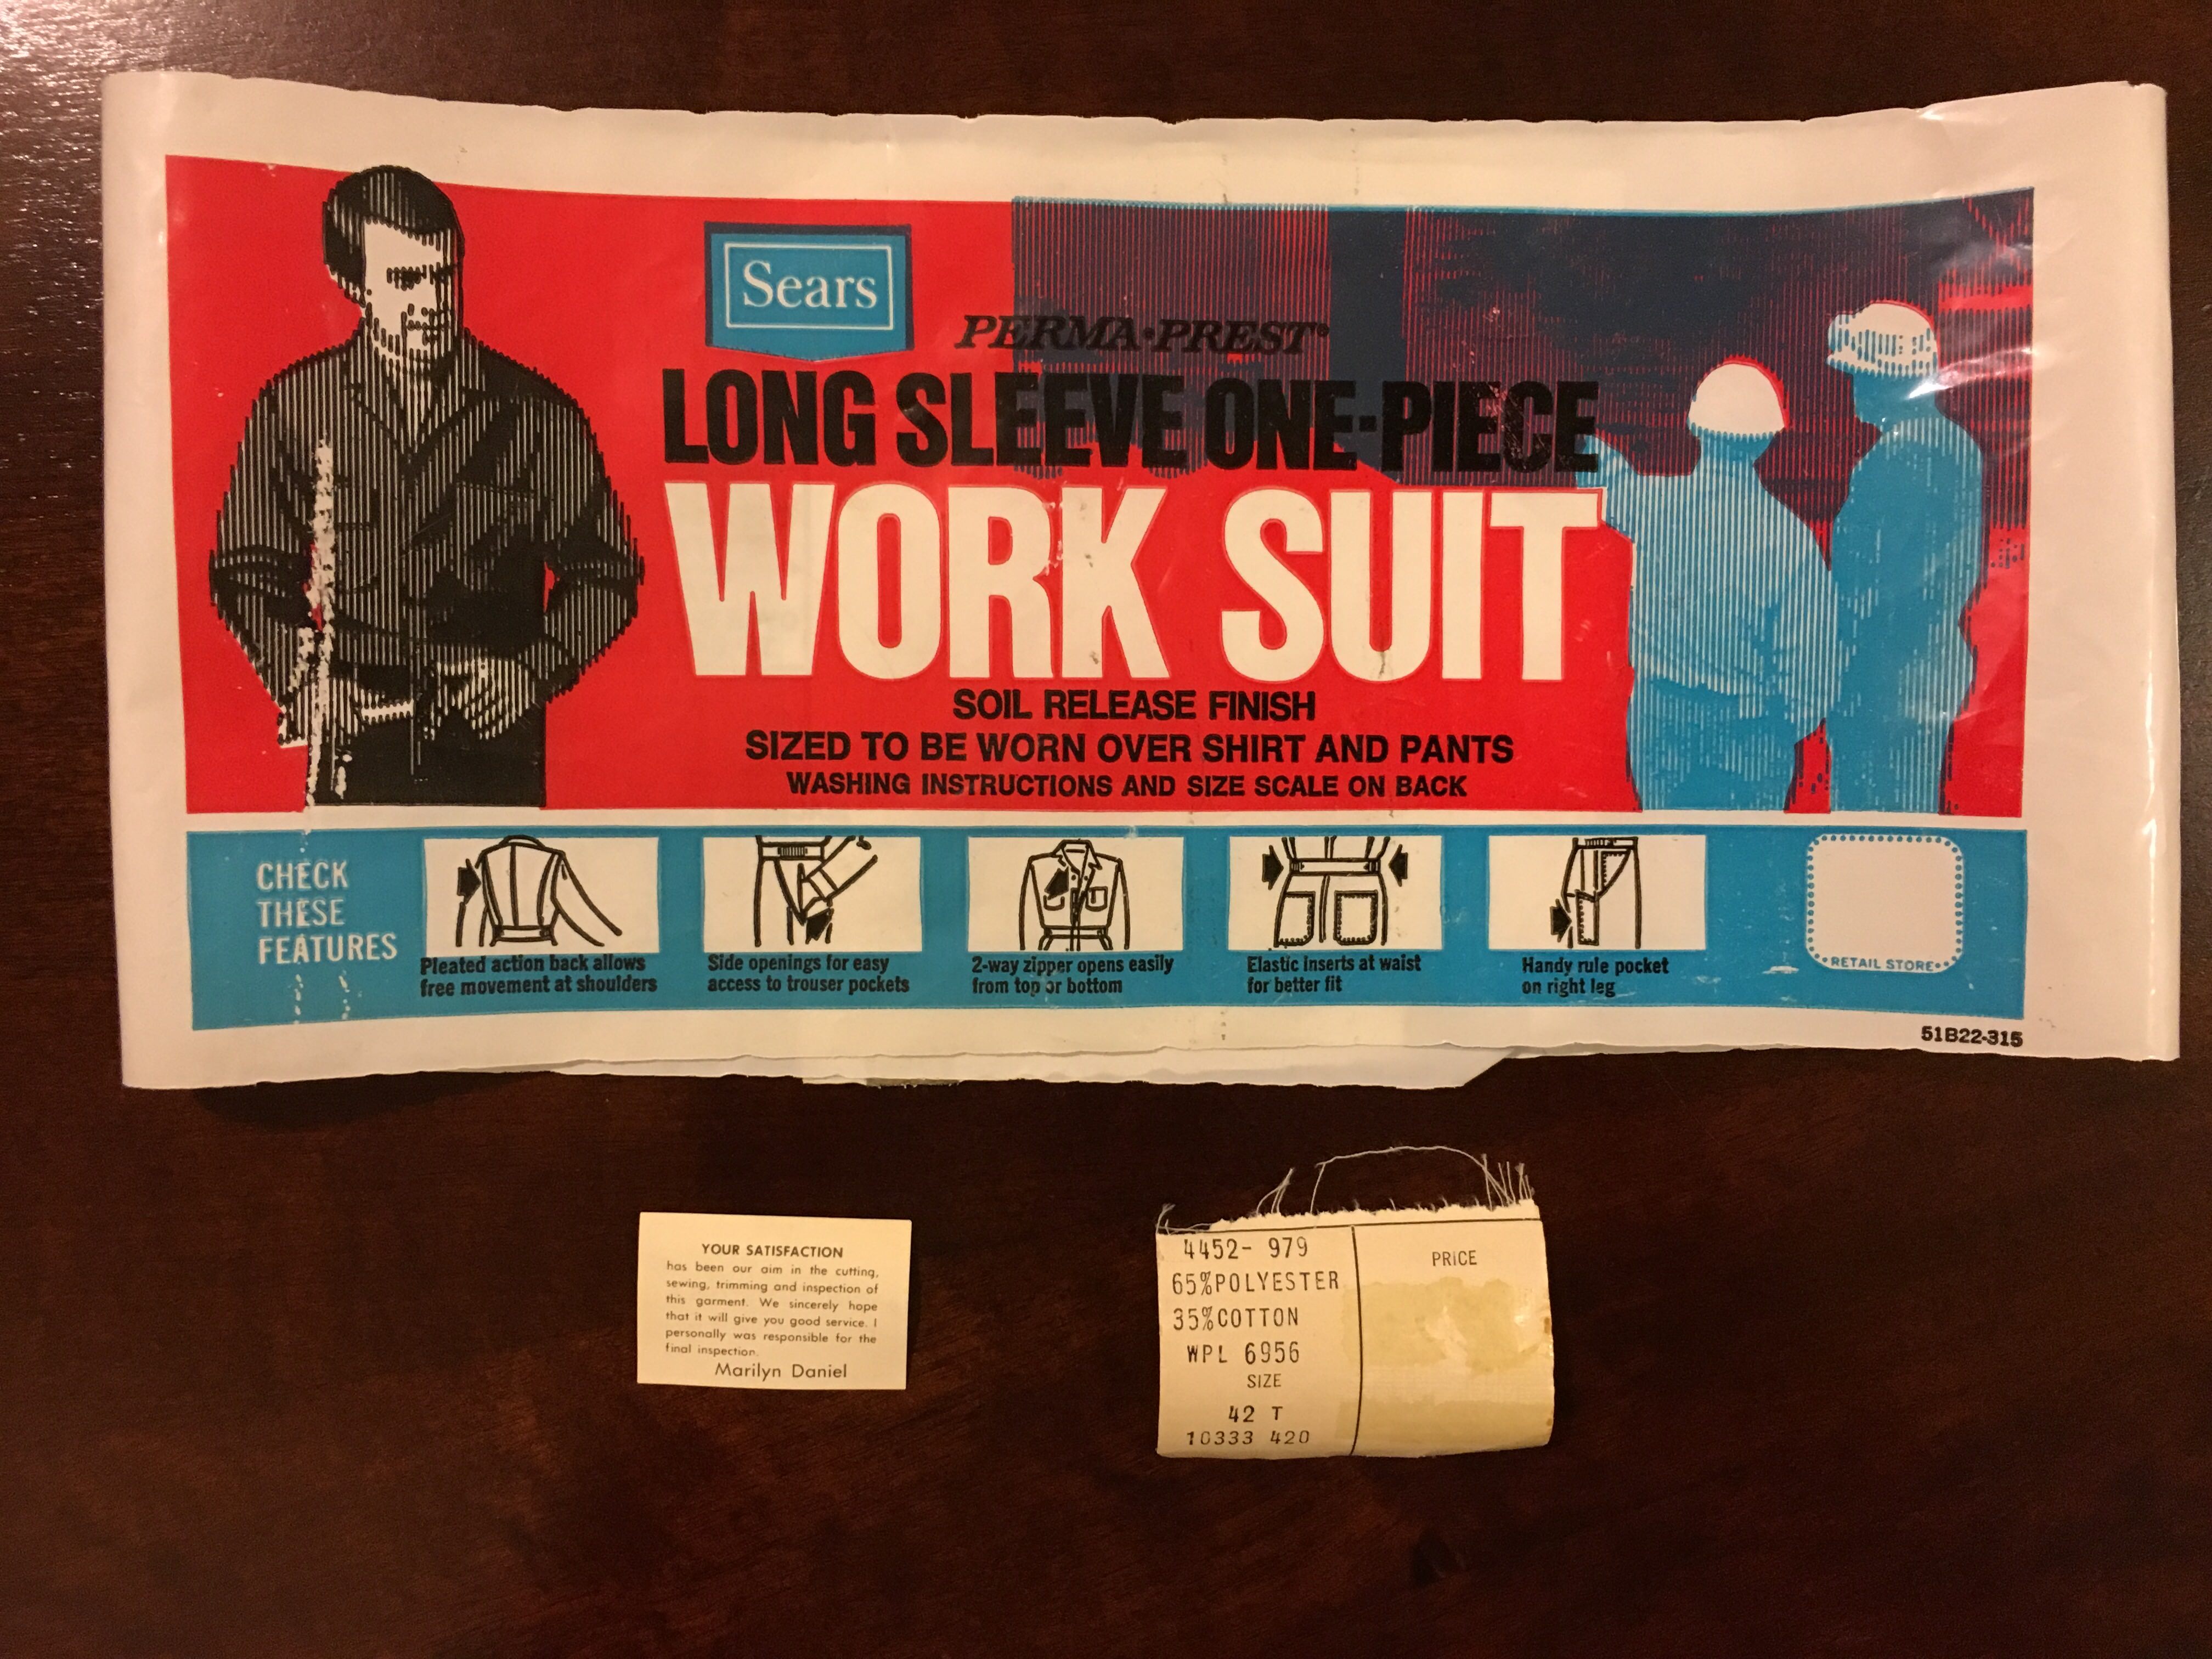 Sears
PERMA•PREST®
LONG SLEEVE ONE-PIECE
WORK SUIT
SOIL RELEASE FINISH
SIZED TO BE WORN OVER SHIRT AND PANTS
WASHING INSTRUCTIONS AND SIZE SCALE ON BACK
CHECK
THESE
FEATURES
Pleated action back allows
free movement at shoulders
Side openings for easy
access to trouser pockets
2-way zipper opens easily
from top or bottom
Elastic inserts at waist
for better fit
Handy rule pocket
on right leg
RETAIL STORE
51B22-315
YOUR SATISFACTION
has been our aim in the cutting,
sewing, trimming and inspection of
this garment. We sincerely hope
that it will give you good service. I
personally was responsible for the
final inspection.
Marilyn Daniel
4452- 979
65%POLYESTER
35%COTTON
WPL 6956
SIZE
42 T
10333 420
PRICE